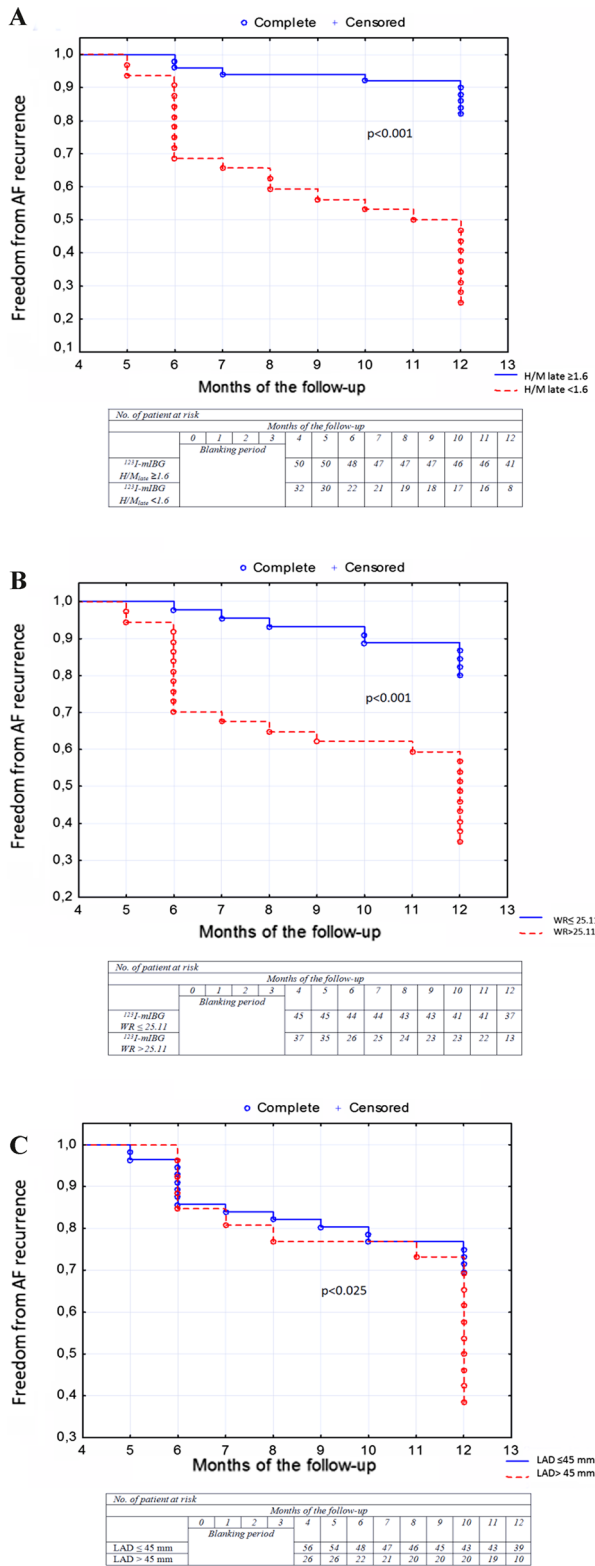 A
Complete Censored
1,0
0,9
0,8
0,7
0,6
0,5
0,4
0,3
0,2
0,1
Freedom from AF recurrence
p<0.001
4 5 6 7 8 9 10 11 12 13
Months of the follow-up
H/M late ≥1.6
H/M late <1.6
No. of patient at risk
Months of the follow-up
0 1 2 3 4 5 6 7 8 9 10 11 12
Blanking period
¹²³I-mIBG H/Mlate ≥1.6 50 50 48 47 47 47 46 46 41
¹²³I-mIBG H/Mlate <1.6 32 30 22 21 19 18 17 16 8
B
Complete Censored
1,0
0,9
0,8
0,7
0,6
0,5
0,4
0,3
0,2
Freedom from AF recurrence
p<0.001
4 5 6 7 8 9 10 11 12 13
Months of the follow-up
WR≤ 25.11
WR>25.11
No. of patient at risk
Months of the follow-up
0 1 2 3 4 5 6 7 8 9 10 11 12
Blanking period
¹²³I-mIBG WR ≤ 25.11 45 45 44 44 43 43 41 41 37
¹²³I-mIBG WR > 25.11 37 35 26 25 24 23 23 22 13
C
Complete Censored
1,0
0,9
0,8
0,7
0,6
0,5
0,4
0,3
Freedom from AF recurrence
p<0.025
4 5 6 7 8 9 10 11 12 13
Months of the follow-up
LAD ≤45 mm
LAD> 45 mm
No. of patient at risk
Months of the follow-up
0 1 2 3 4 5 6 7 8 9 10 11 12
Blanking period
LAD ≤ 45 mm 56 54 48 47 46 45 43 43 39
LAD > 45 mm 26 26 22 21 20 20 20 19 10